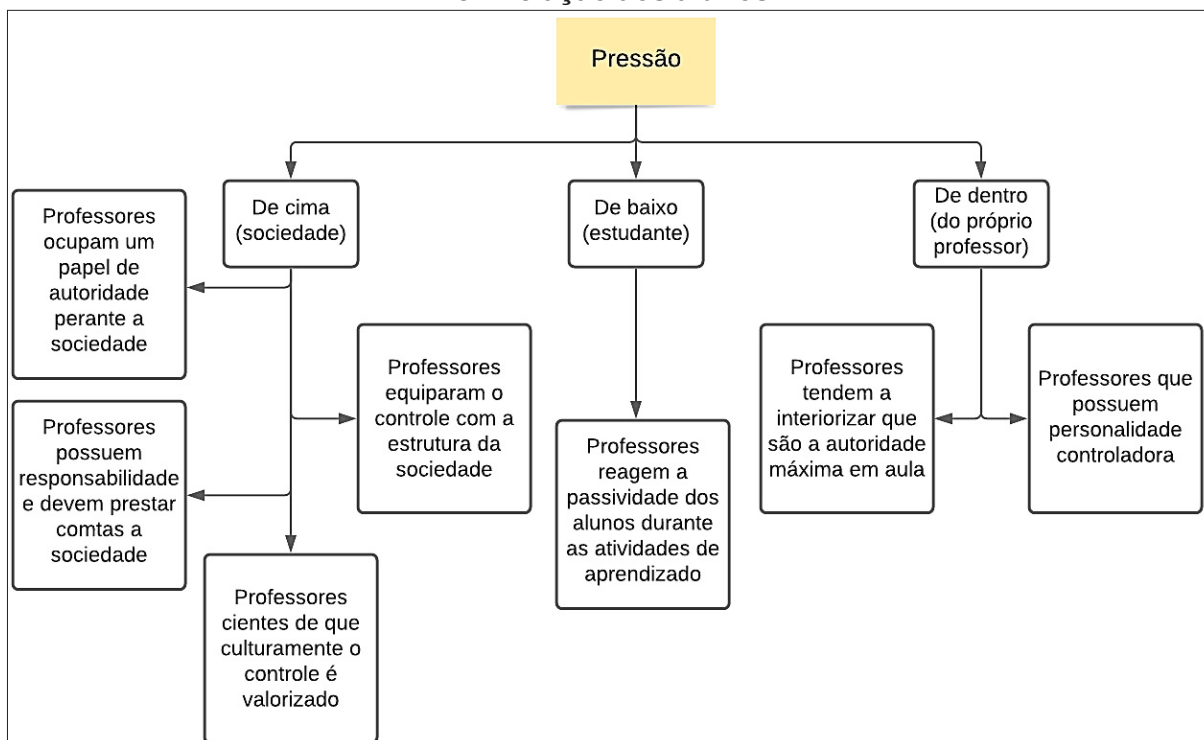 Pressão
De cima
(sociedade)
De baixo
(estudante)
De dentro
(do próprio
professor)
Professores
ocupam um
papel de
autoridade
perante a
sociedade
Professores
equiparam o
controle com a
estrutura da
sociedade
Professores
possuem
responsabilidade
e devem prestar
comtas a
sociedade
Professores
cientes de que
culturamente o
controle é
valorizado
Professores
reagem a
passividade dos
alunos durante
as atividades de
aprendizado
Professores
tendem a
interiorizar que
são a autoridade
máxima em aula
Professores que
possuem
personalidade
controladora